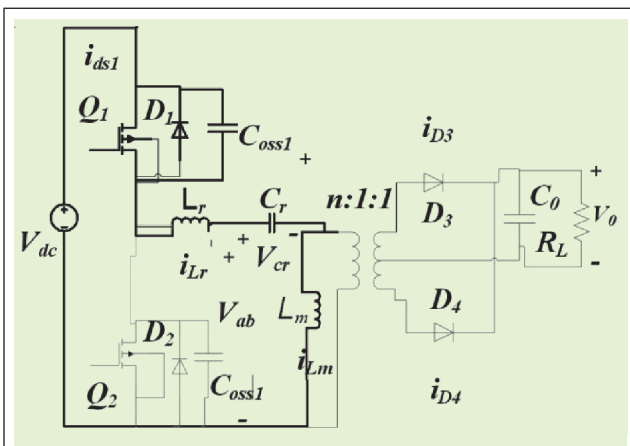 i_ds1
Q_1
D_1
C_oss1
+
i_D3
L_r
C_r
n:1:1
D_3
C_0
+
V_dc
i_Lr
+
+
V_cr
-
R_L
V_o
-
V_ab
L_m
D_4
D_2
Q_2
C_oss1
i_Lm
-
i_D4